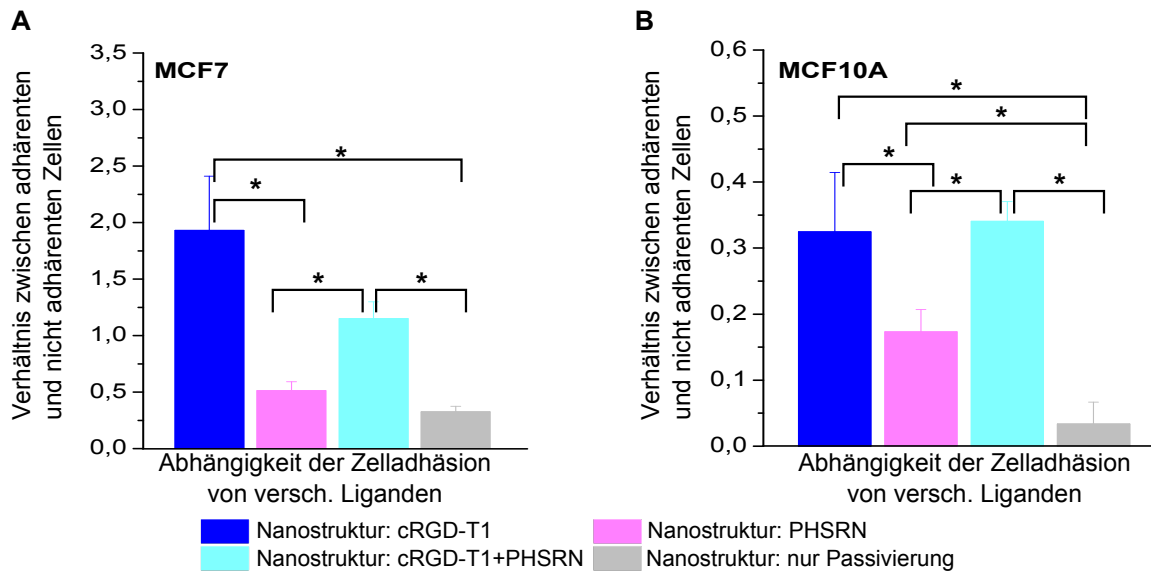 A
Verhältnis zwischen adhärenten
und nicht adhärenten Zellen
3,5
3,0
2,5
2,0
1,5
1,0
0,5
0,0
MCF7
*
*
*
*
Abhängigkeit der Zelladhäsion
von versch. Liganden
B
Verhältnis zwischen adhärenten
und nicht adhärenten Zellen
0,6
0,5
0,4
0,3
0,2
0,1
0,0
MCF10A
*
*
*
*
*
Abhängigkeit der Zelladhäsion
von versch. Liganden
Nanostruktur: cRGD-T1
Nanostruktur: PHSRN
Nanostruktur: cRGD-T1+PHSRN
Nanostruktur: nur Passivierung